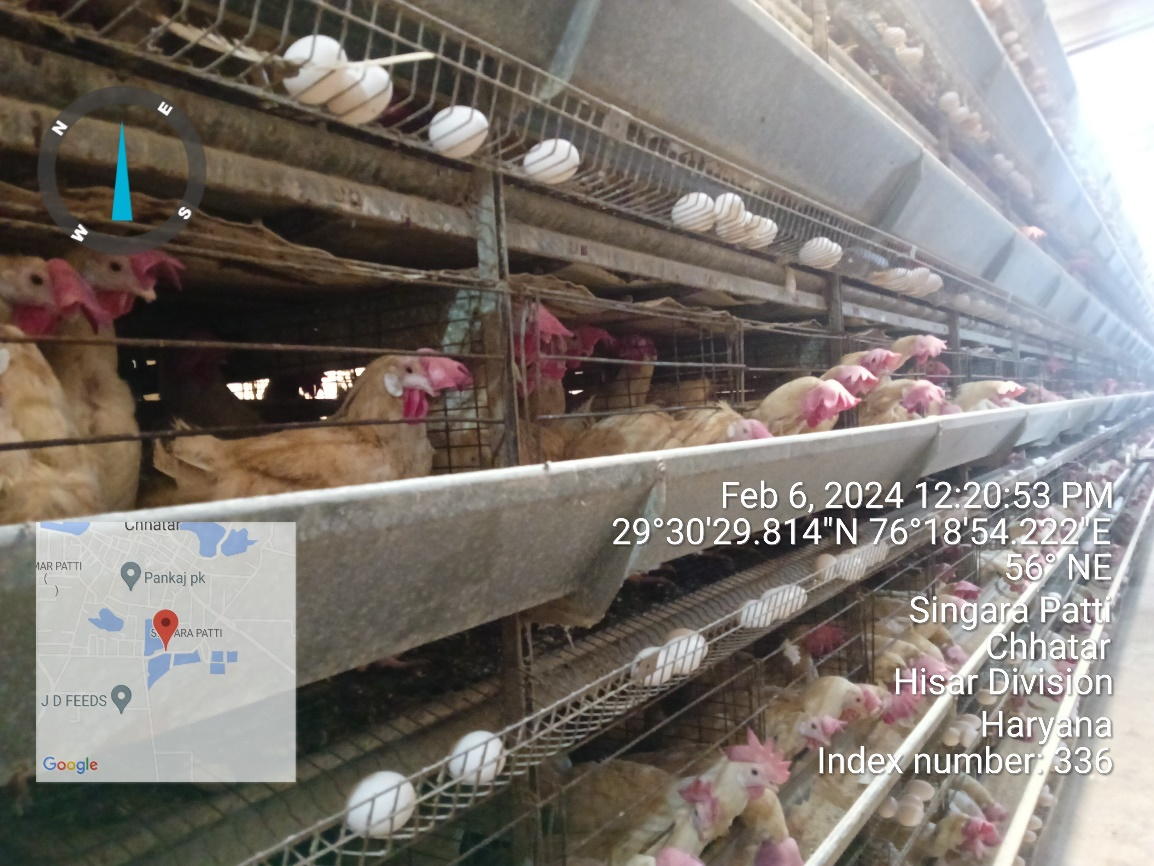 N
E
S
W
Chhatar
MAR PATTI
(
)
Pankaj pk
J D FEEDS
Google
Feb 6, 2024 12:20:53 PM
29°30'29.814"N 76°18'54.222"E
56° NE
Singara Patti
Chhatar
Hisar Division
Haryana
Index number: 336